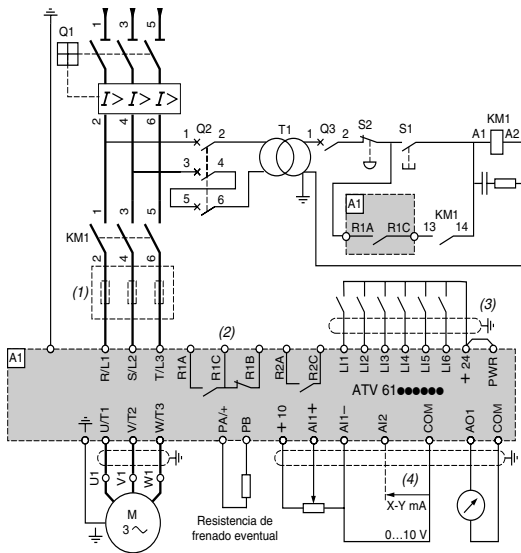 1 3 5
Q1
I> I> I>
2 4 6
1 Q2 2
3 4
5 6
T1
1 Q3 2
S2
S1
KM1
A1 A2
A1
R1A R1C
13 KM1 14
1 3 5
KM1
2 4 6
(1)
(2)
(3)
A1
R/L1
S/L2
T/L3
R1A
R1C
R1B
R2A
R2C
LI1
LI2
LI3
LI4
LI5
LI6
+ 24
PWR
ATV 61●●●●●●
U/T1
V/T2
W/T3
PA/+
PB
+ 10
AI1+
AI1–
AI2
COM
AO1
COM
U1
V1
W1
M
3 ~
Resistencia de
frenado eventual
(4)
X-Y mA
0…10 V